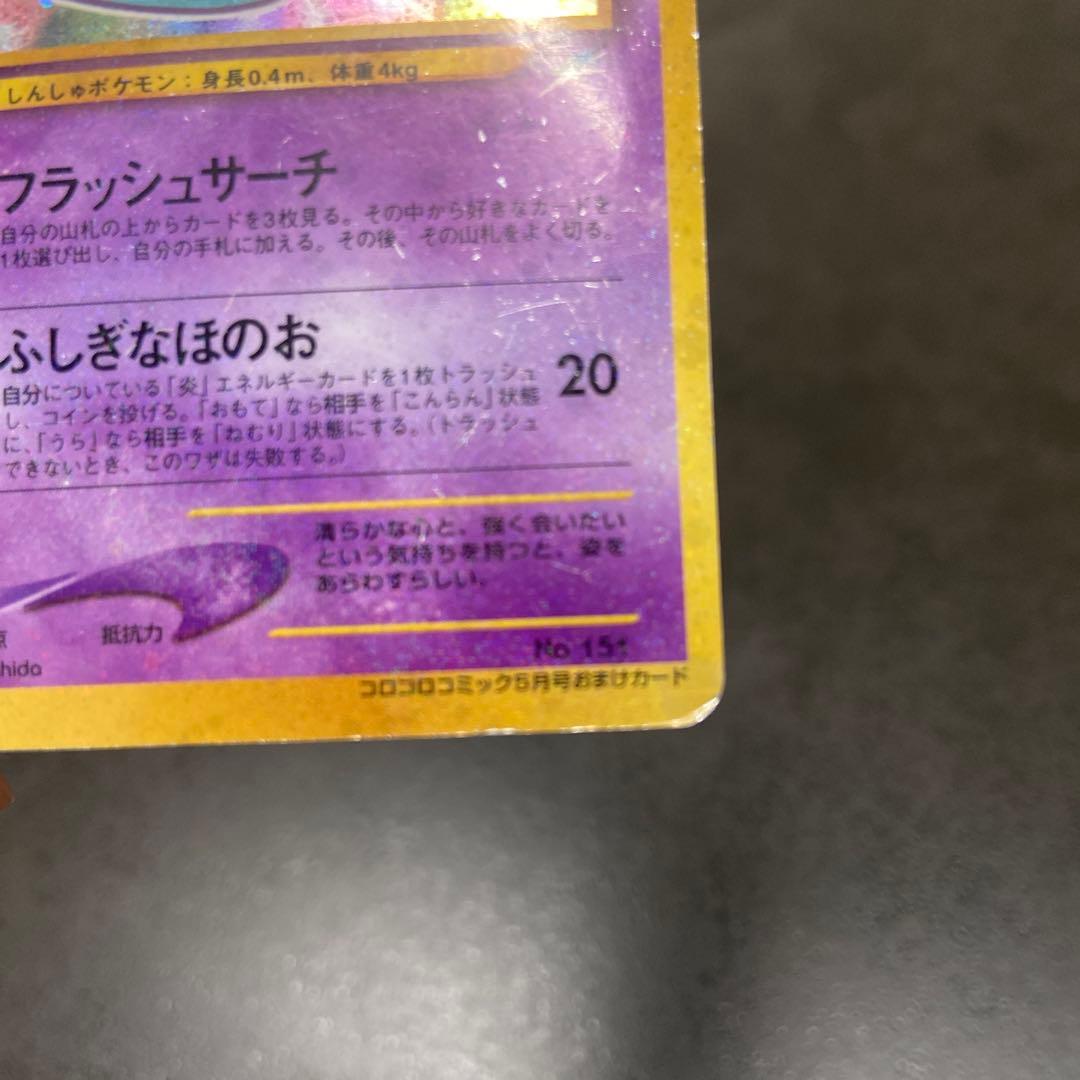 しんしゅポケモン：身長0.4m、体重4kg
フラッシュサーチ
自分の山札の上からカードを3枚見る。その中から好きなカードを
1枚選び出し、自分の手札に加える。その後、その山札をよく切る。
ふしぎなほのお
20
自分についている「炎」エネルギーカードを1枚トラッシュ
し、コインを投げる。「おもて」なら相手を「こんらん」状態
に、「うら」なら相手を「ねむり」状態にする。（トラッシュ
できないとき、このワザは失敗する。）
清らかな心と、強く会いたい
という気持ちを持つと、姿を
あらわすらしい。
点
抵抗力
No 151
hida
コロコロコミック5月号おまけカード